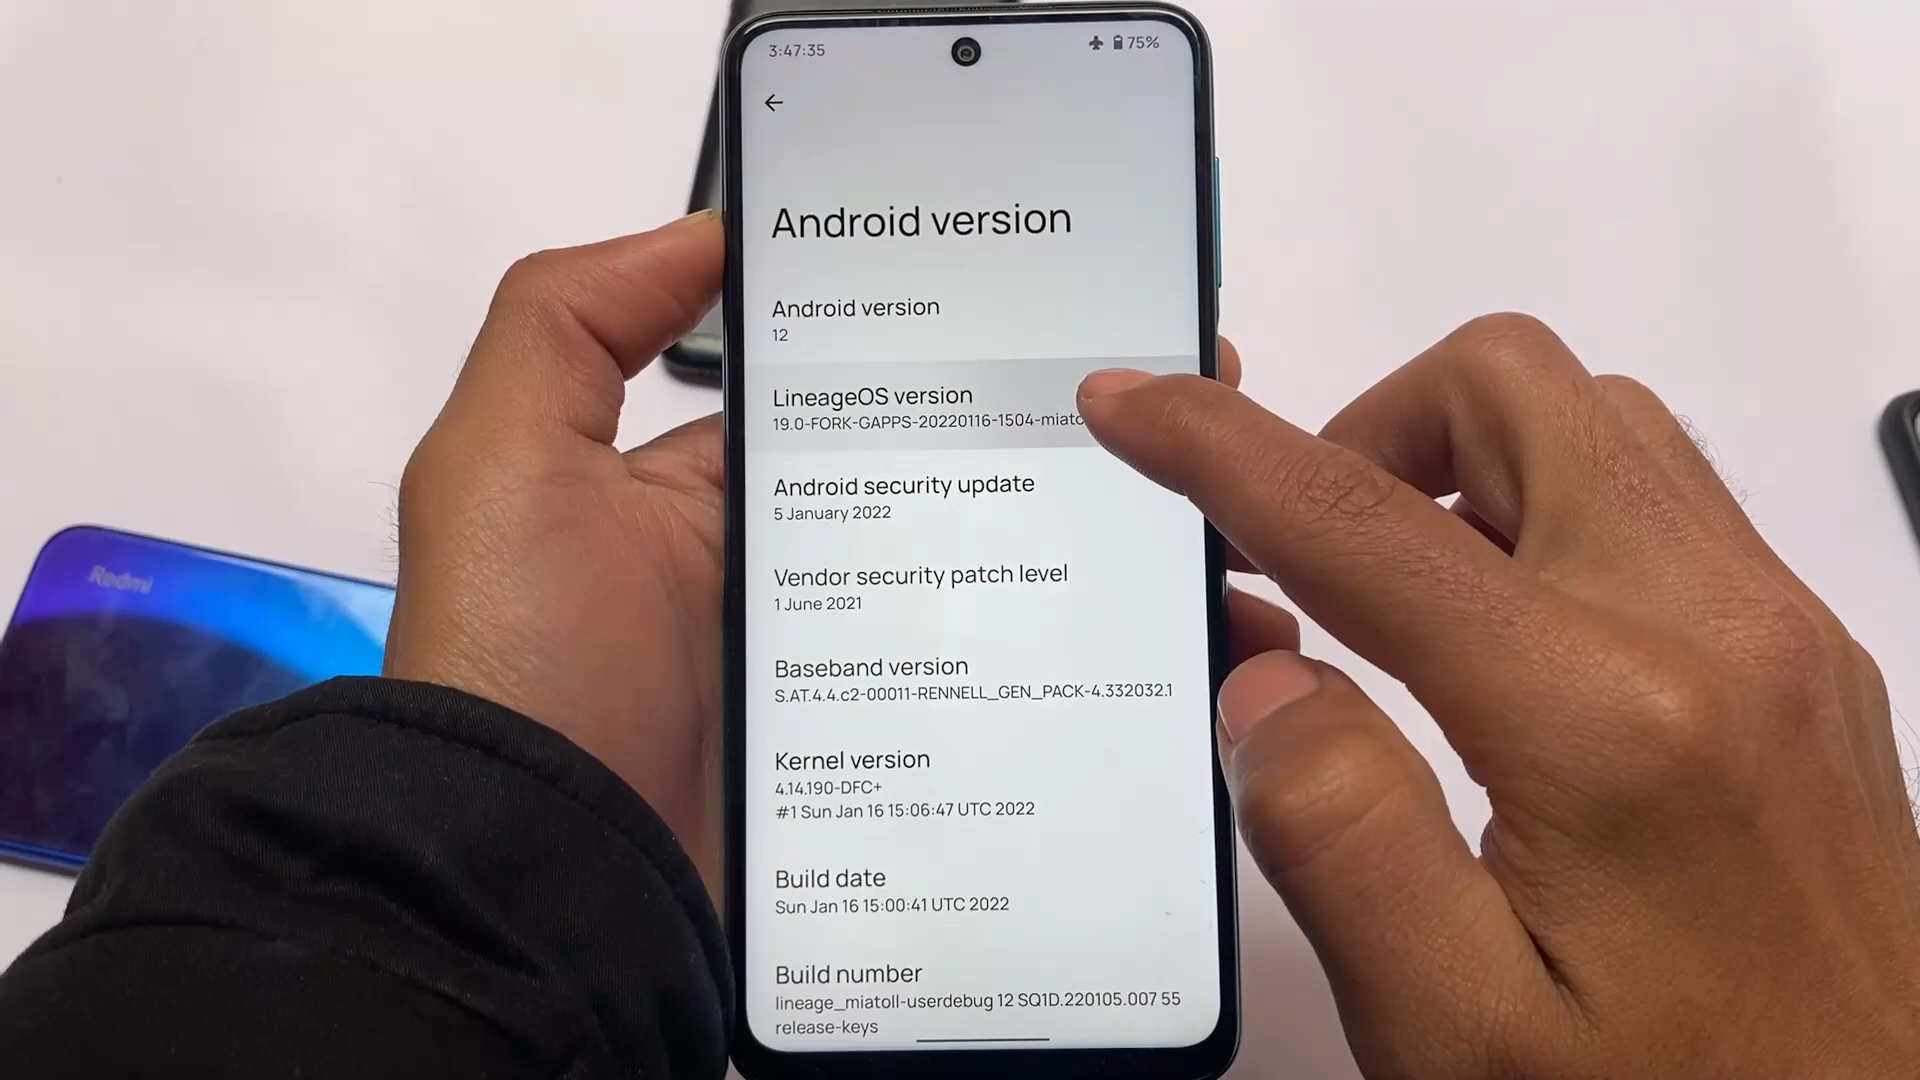 3:47:35
75%
Android version
Android version
12
LineageOS version
19.0-FORK-GAPPS-20220116-1504-miato
Android security update
5 January 2022
Vendor security patch level
1 June 2021
Baseband version
S.AT.4.4.c2-00011-RENNELL_GEN_PACK-4.332032.1
Kernel version
4.14.190-DFC+
#1 Sun Jan 16 15:06:47 UTC 2022
Build date
Sun Jan 16 15:00:41 UTC 2022
Build number
lineage_miatoll-userdebug 12 SQ1D.220105.007 55
release-keys
Redmi